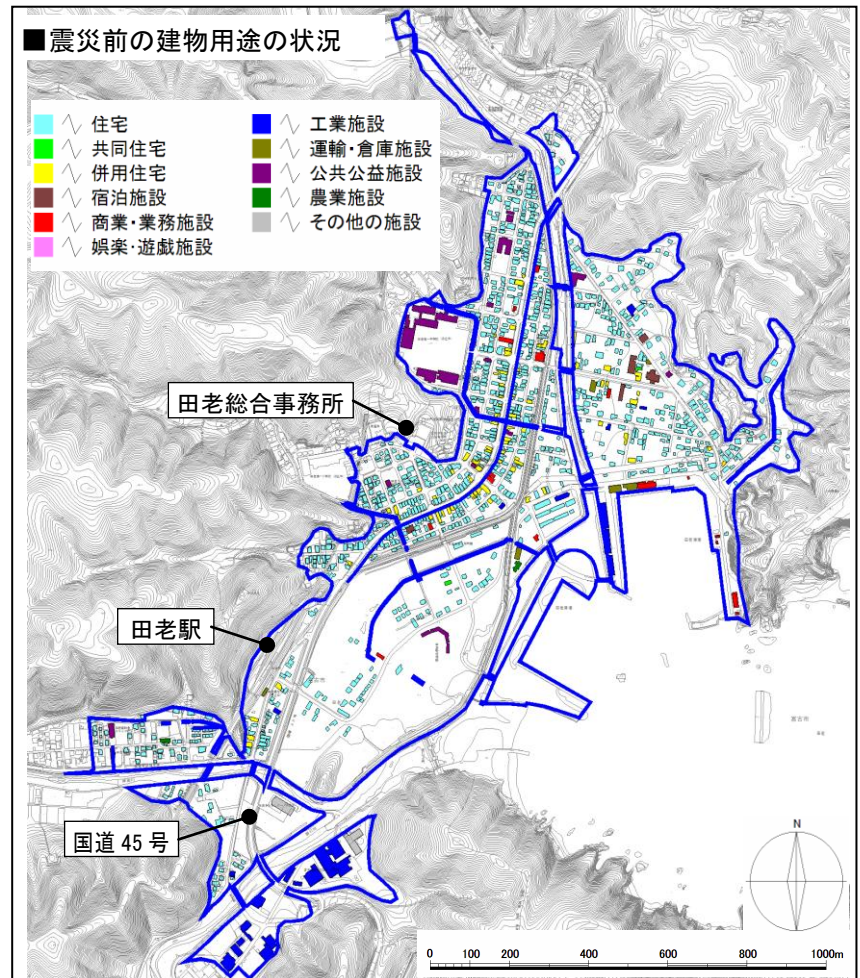 ■震災前の建物用途の状況
住宅
共同住宅
併用住宅
宿泊施設
商業・業務施設
娯楽・遊戯施設
工業施設
運輸・倉庫施設
公共公益施設
農業施設
その他の施設
田老総合事務所
田老駅
国道45号
N
0 100 200 400 600 800 1000m